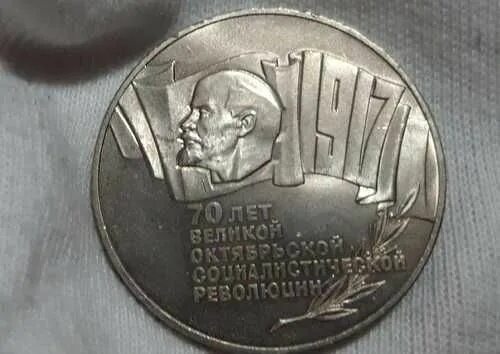 1917
70 ЛЕТ
ВЕЛИКОЙ
ОКТЯБРЬСКОЙ
СОЦИАЛИСТИЧЕСКОЙ
РЕВОЛЮЦИИ